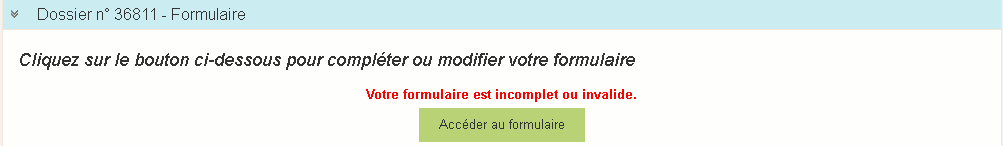 Dossier n° 36811 - Formulaire
Cliquez sur le bouton ci-dessous pour compléter ou modifier votre formulaire
Votre formulaire est incomplet ou invalide.
Accéder au formulaire